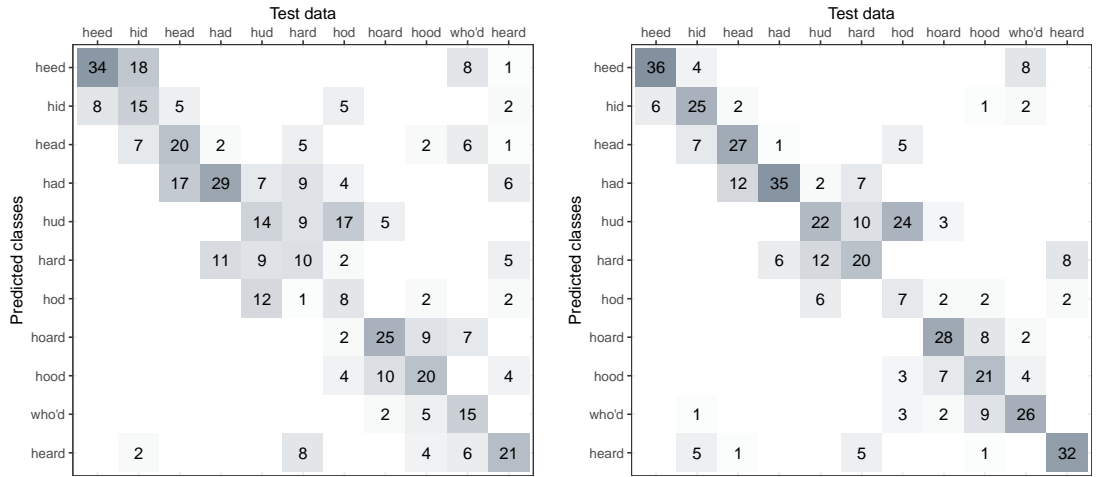 Test data
heed hid head had hud hard hod hoard hood who'd heard
Predicted classes
heed 34 18 8 1
hid 8 15 5 5 2
head 7 20 2 5 2 6 1
had 17 29 7 9 4 6
hud 14 9 17 5
hard 11 9 10 2 5
hod 12 1 8 2 2
hoard 2 25 9 7
hood 4 10 20 4
who'd 2 5 15
heard 2 8 4 6 21
Test data
heed hid head had hud hard hod hoard hood who'd heard
Predicted classes
heed 36 4 8
hid 6 25 2 1 2
head 7 27 1 5
had 12 35 2 7
hud 22 10 24 3
hard 6 12 20 8
hod 6 7 2 2 2
hoard 28 8 2
hood 3 7 21 4
who'd 1 3 2 9 26
heard 5 1 5 1 32